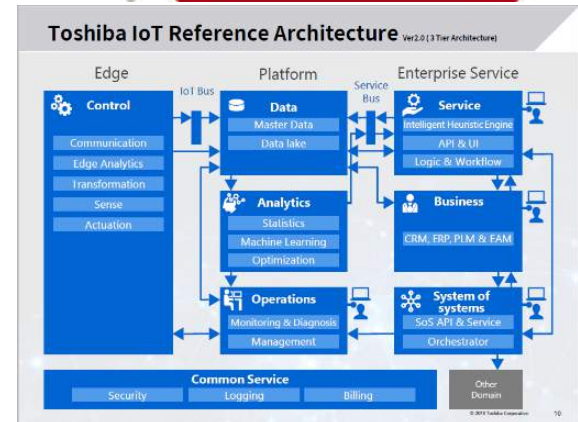 Toshiba IoT Reference Architecture Ver2.0 ( 3 Tier Architecture)
Edge
Platform
Enterprise Service
IoT Bus
Service
Bus
Control
Communication
Edge Analytics
Transformation
Sense
Actuation
Data
Master Data
Data lake
Analytics
Statistics
Machine Learning
Optimization
Operations
Monitoring & Diagnosis
Management
Service
Intelligent Heuristic Engine
API & UI
Logic & Workflow
Business
CRM, ERP, PLM & EAM
System of
systems
SoS API & Service
Orchestrator
Common Service
Security
Logging
Billing
Other
Domain
Toshiba Corporation
10